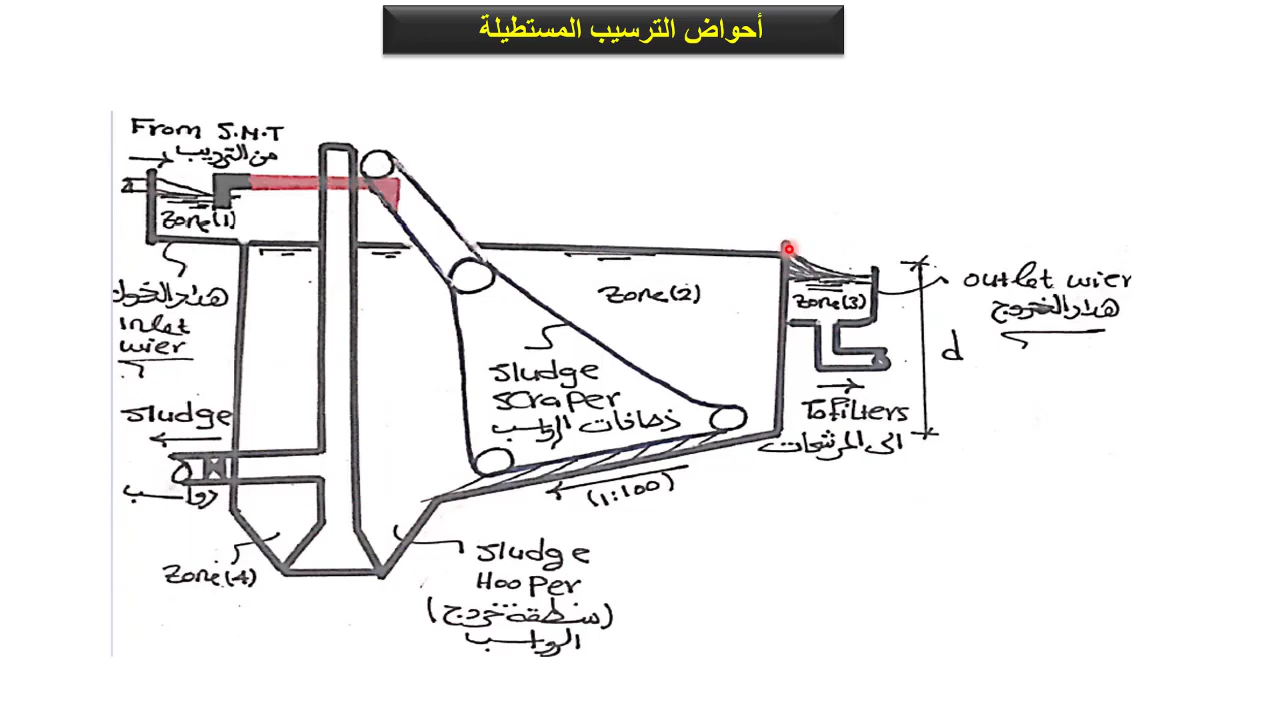 أحواض الترسيب المستطيلة
From S.M.T
من الترويب
Zone(1)
هدار الدخول
inlet
wier
Sludge
رواسب
Zone(4)
Zone(2)
Sludge
Scraper
زحافات الرواسب
(1:100)
Sludge
Hooper
(منطقة خروج
الرواسب
Zone(3)
outlet wier
هدار الخروج
d
To filters
الى المرشحات